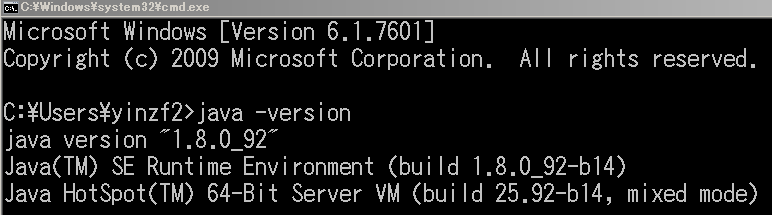 C:¥Windows¥system32¥cmd.exe
Microsoft Windows [Version 6.1.7601]
Copyright (c) 2009 Microsoft Corporation.  All rights reserved.
C:¥Users¥yinzf2>java -version
java version "1.8.0_92"
Java(TM) SE Runtime Environment (build 1.8.0_92-b14)
Java HotSpot(TM) 64-Bit Server VM (build 25.92-b14, mixed mode)